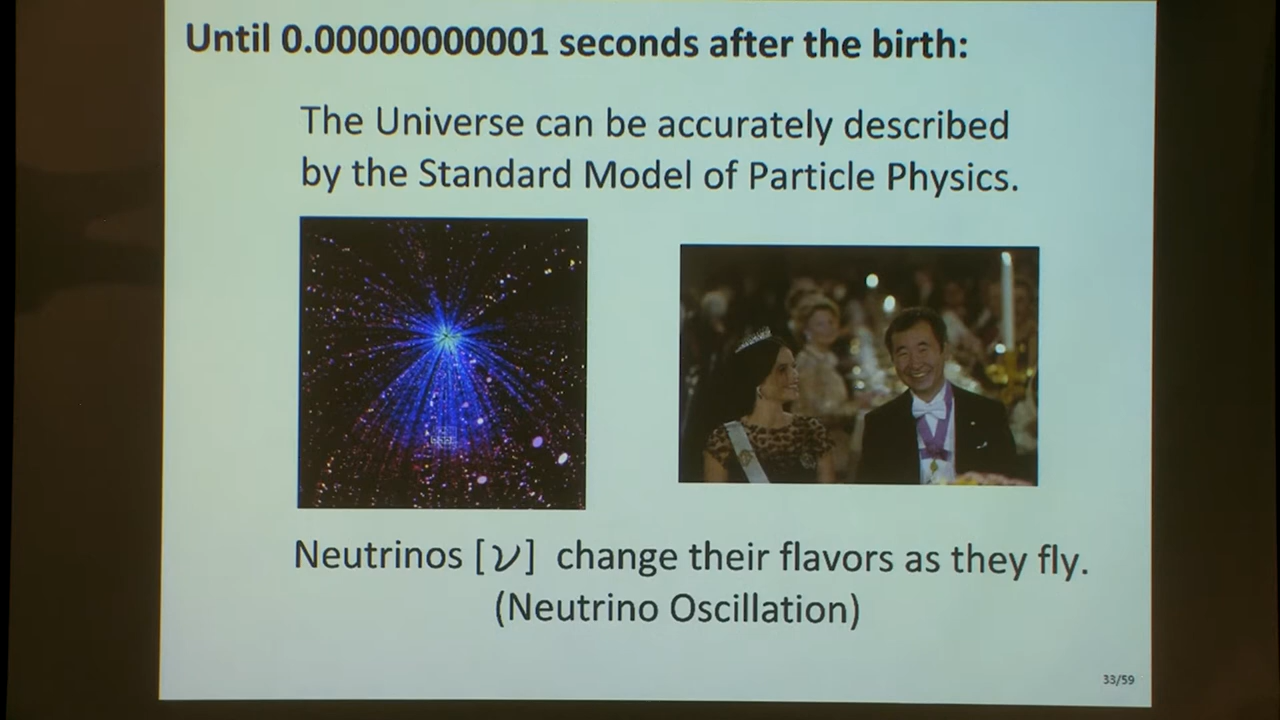 Until 0.00000000001 seconds after the birth:
The Universe can be accurately described
by the Standard Model of Particle Physics.
Neutrinos [ν] change their flavors as they fly.
(Neutrino Oscillation)
33/59